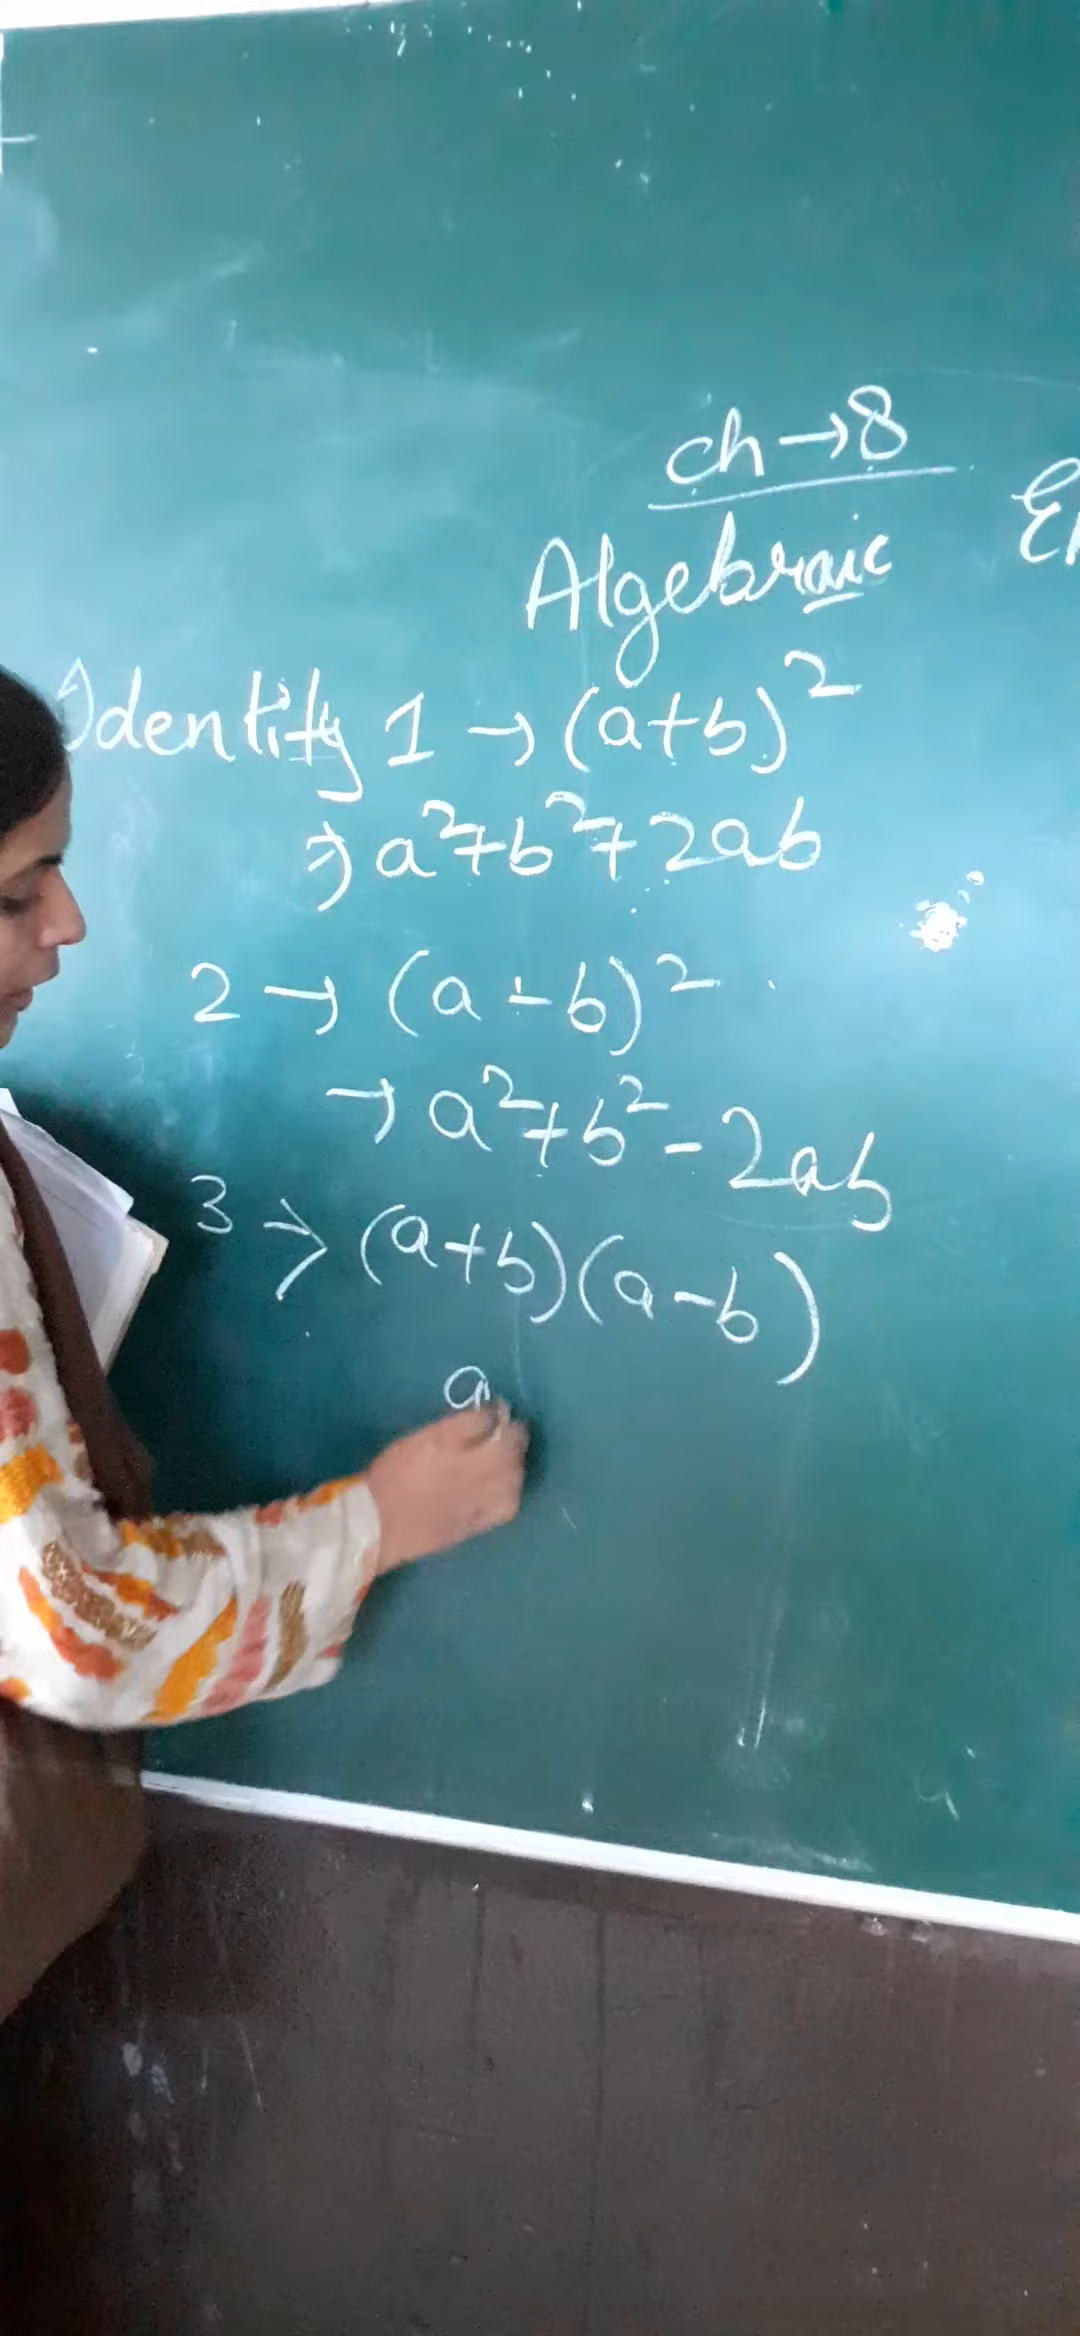 ch→8
Algebraic
Identity 1 → (a+b)²
⇒ a²+b²+2ab
2 → (a-b)²
→ a²+b²-2ab
3 → (a+b)(a-b)
a